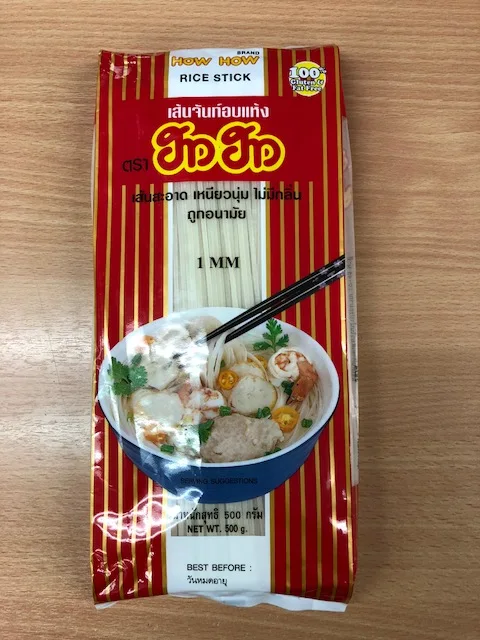 BRAND
HOW HOW
RICE STICK
100%
Gluten &
Fat Free
เส้นจันท์อบแห้ง
ตรา ฮาวฮาว
เส้นสะอาด เหนียวนุ่ม ไม่มีกลิ่น
ถูกอนามัย
1 MM
SERVING SUGGESTIONS
น้ำหนักสุทธิ 500 กรัม
NET WT. 500 g.
BEST BEFORE :
วันหมดอายุ